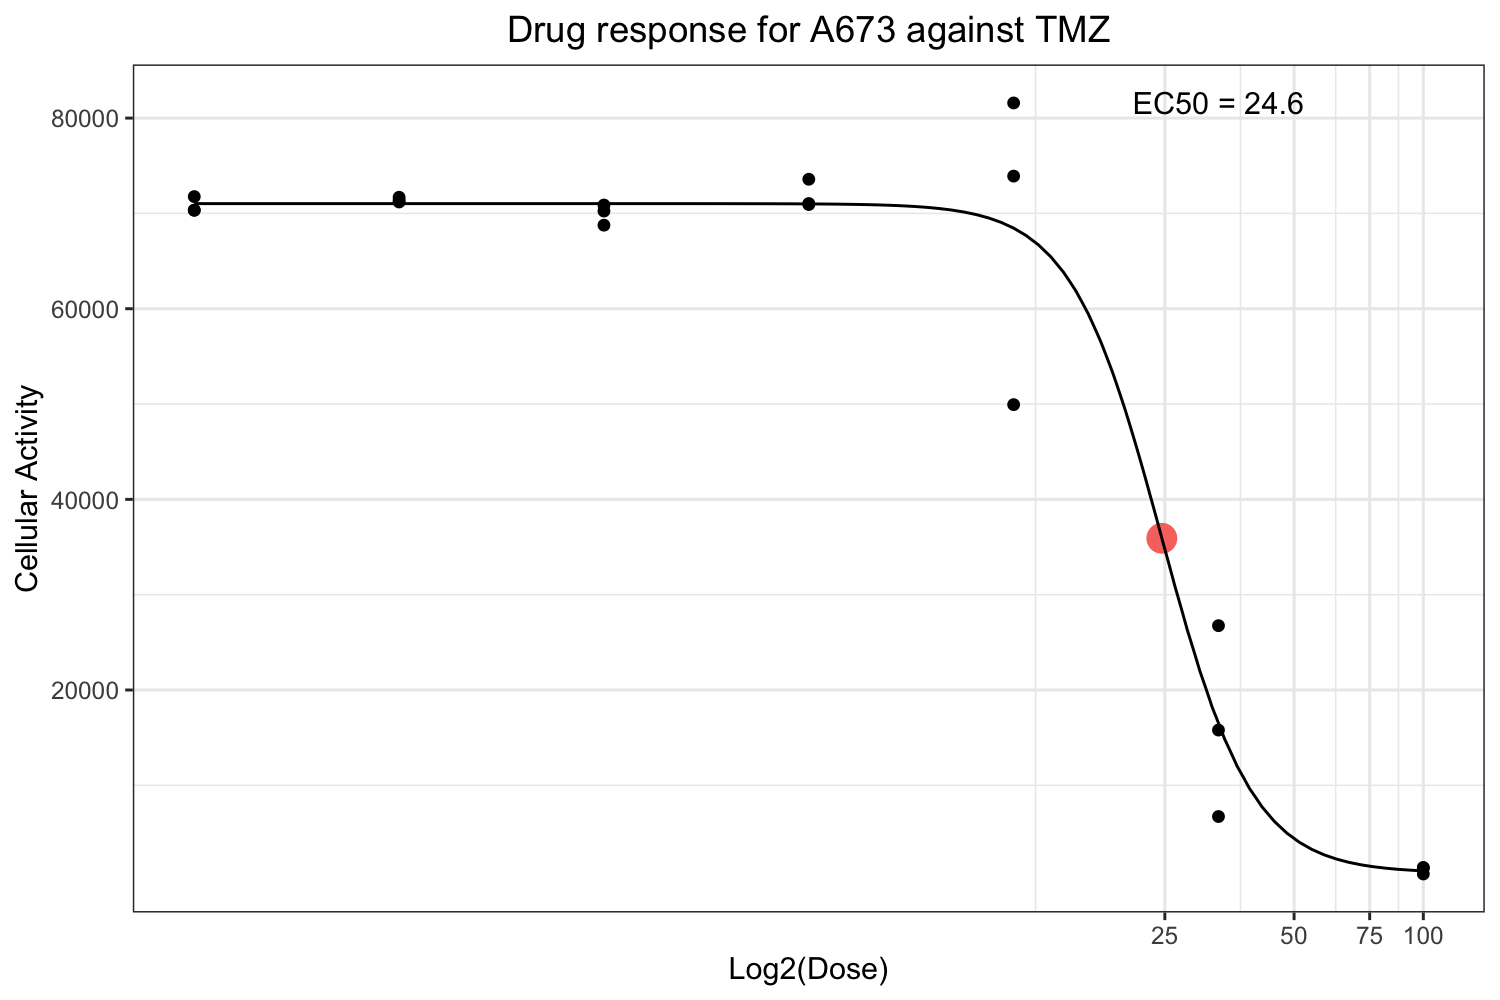 Drug response for A673 against TMZ
EC50 = 24.6
80000
60000
40000
20000
Cellular Activity
25 50 75 100
Log2(Dose)